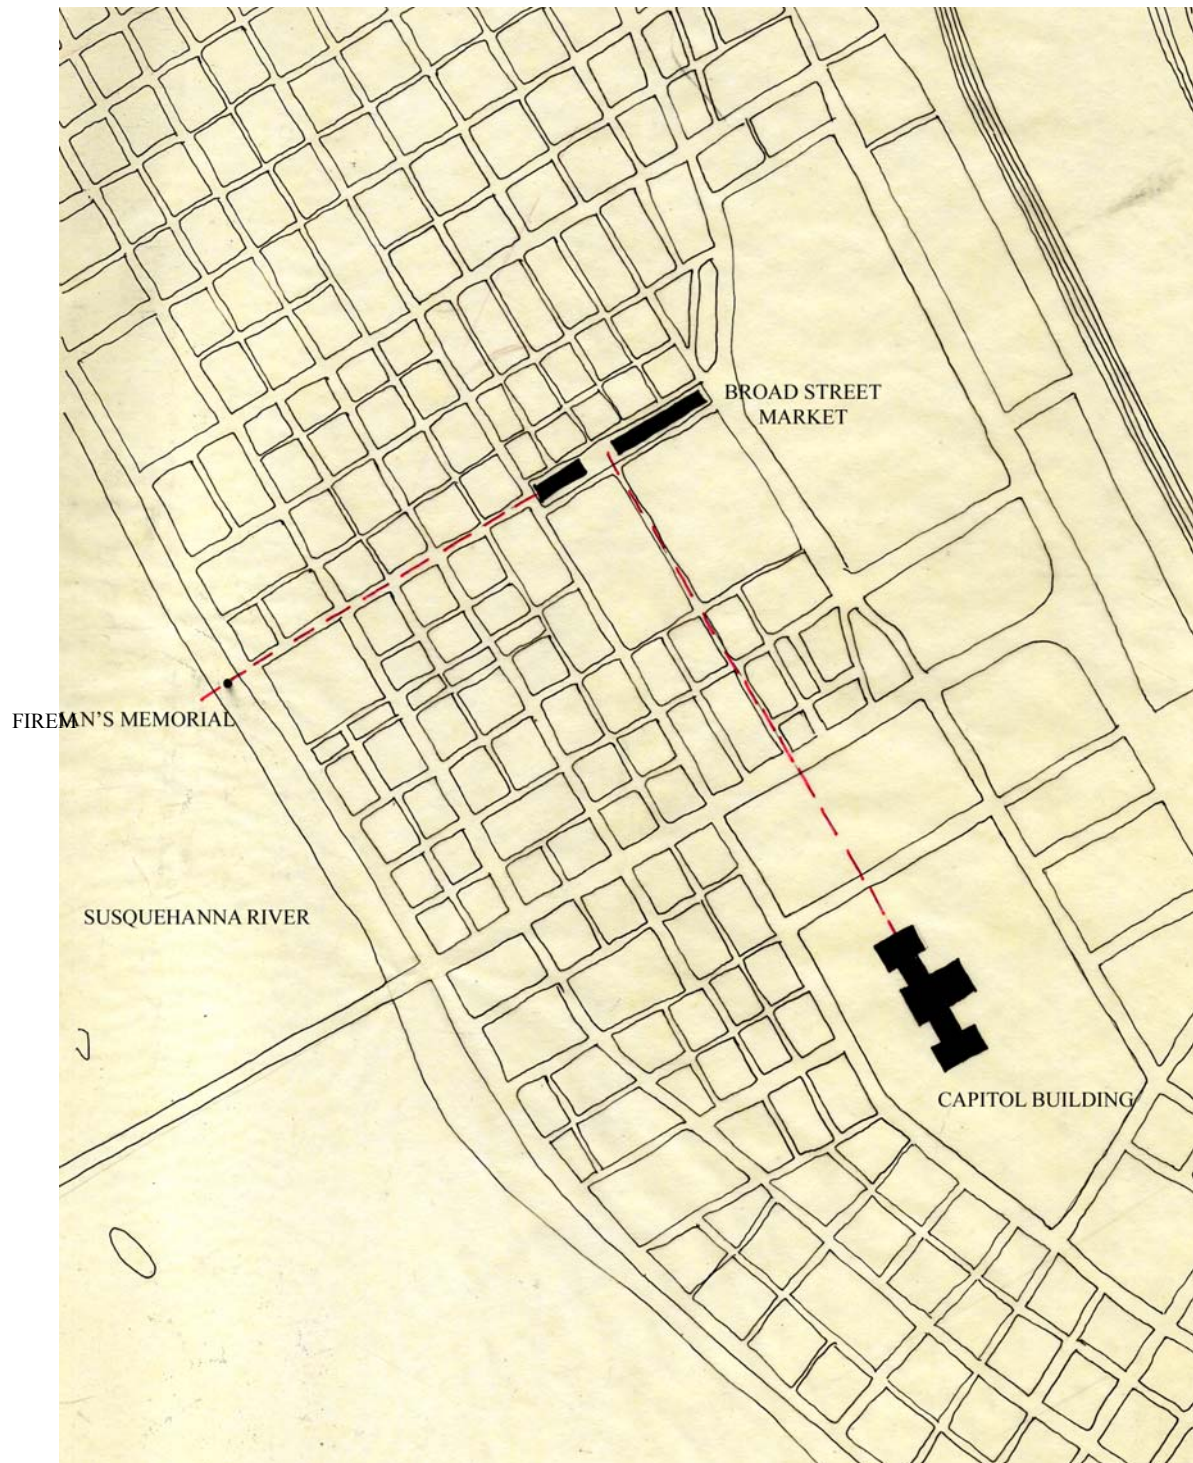 BROAD STREET
MARKET
FIREMAN'S MEMORIAL
SUSQUEHANNA RIVER
CAPITOL BUILDING